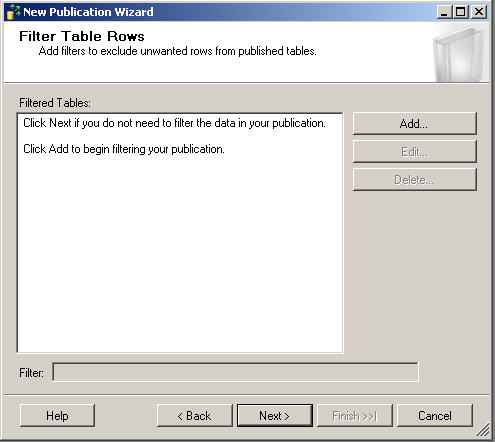 New Publication Wizard
Filter Table Rows
Add filters to exclude unwanted rows from published tables.
Filtered Tables:
Click Next if you do not need to filter the data in your publication.
Click Add to begin filtering your publication.
Add...
Edit...
Delete...
Filter:
Help
< Back
Next >
Finish >>|
Cancel